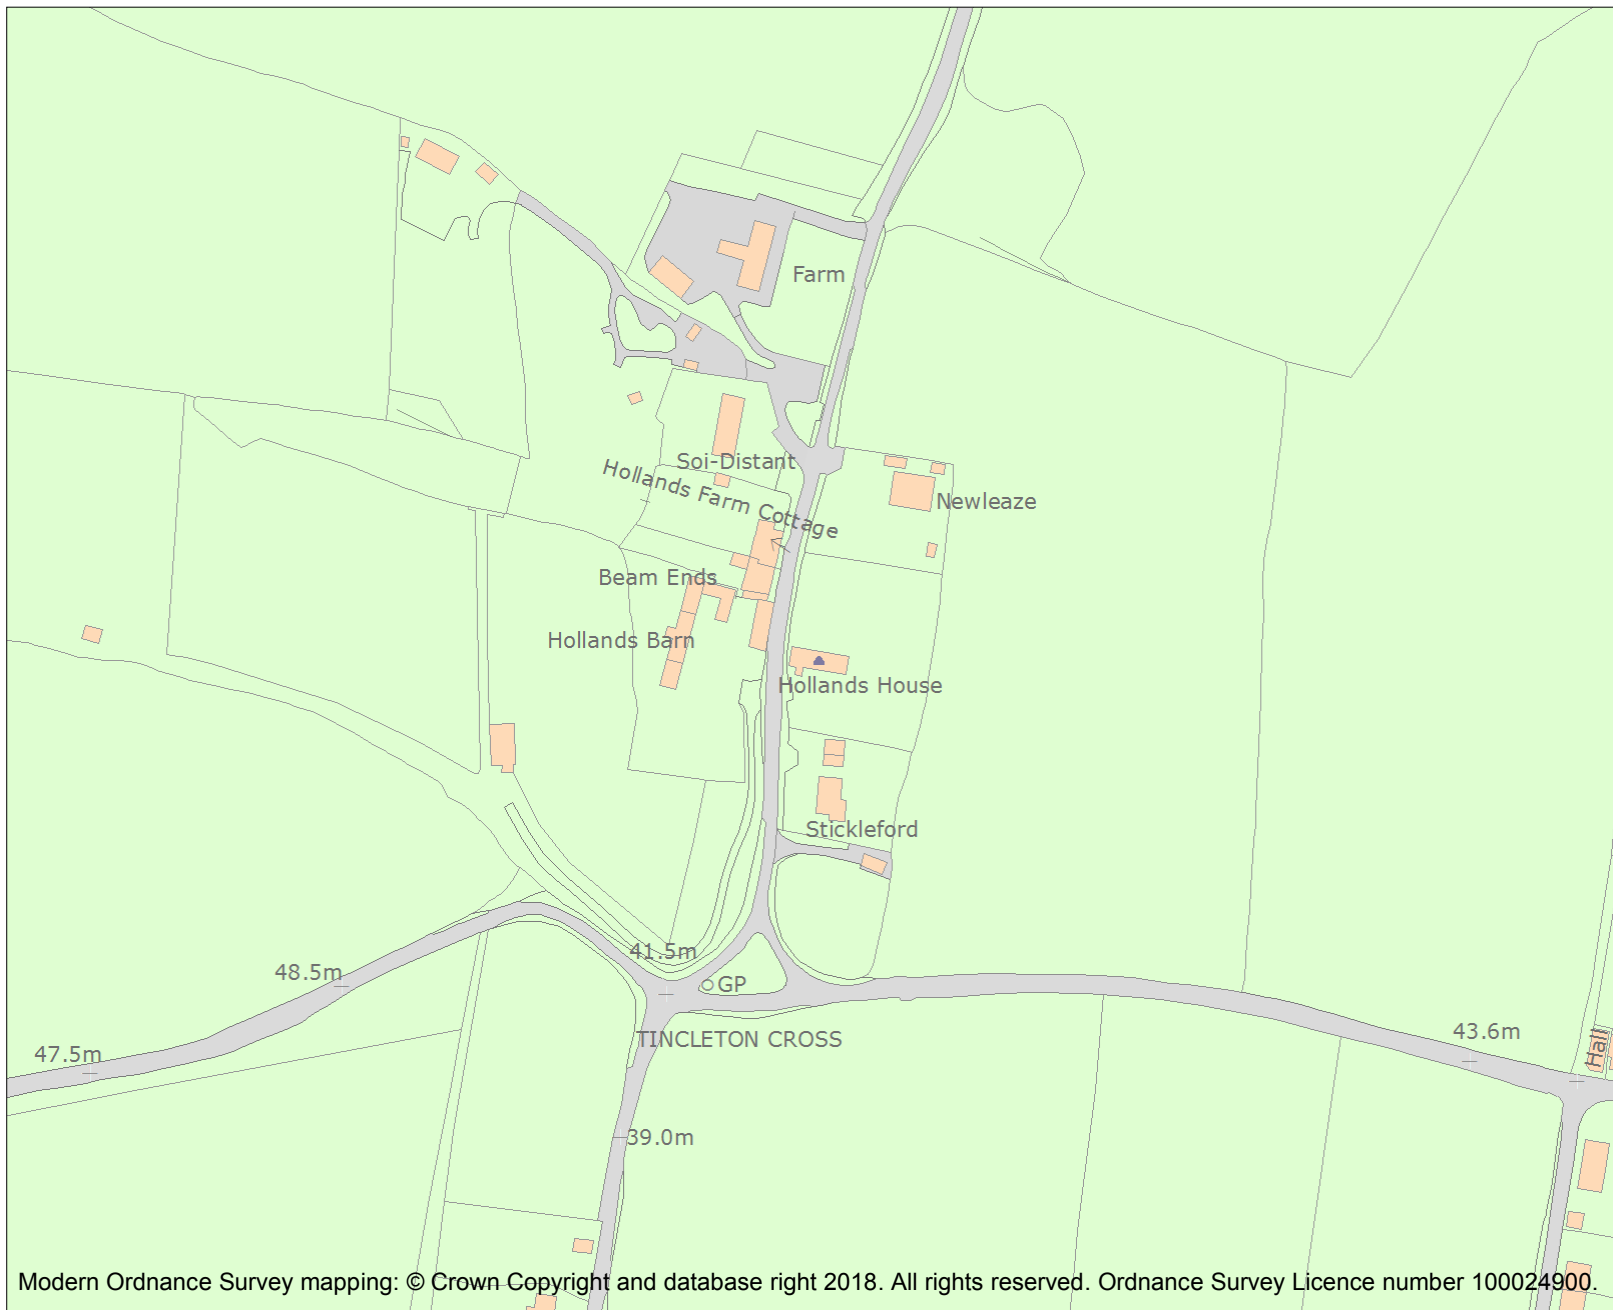 Farm
Soi-Distant
Hollands Farm Cottage
Newleaze
Beam Ends
Hollands Barn
Hollands House
Stickleford
41.5m
48.5m
GP
TINCLETON CROSS
43.6m
Hall
47.5m
39.0m
Modern Ordnance Survey mapping: © Crown Copyright and database right 2018. All rights reserved. Ordnance Survey Licence number 100024900.